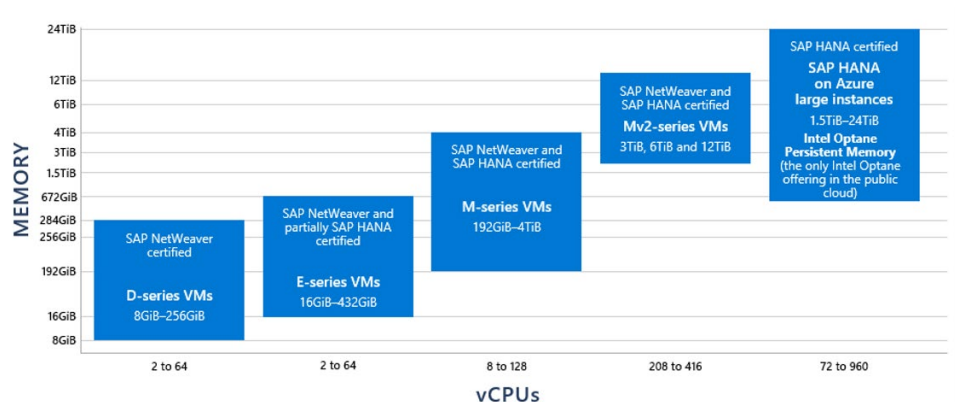 MEMORY
24TiB
12TiB
6TiB
4TiB
3TiB
1.5TiB
672GiB
284GiB
256GiB
192GiB
16GiB
8GiB
SAP NetWeaver
certified
D-series VMs
8GiB–256GiB
SAP NetWeaver and
partially SAP HANA
certified
E-series VMs
16GiB–432GiB
SAP NetWeaver and
SAP HANA certified
M-series VMs
192GiB–4TiB
SAP NetWeaver and
SAP HANA certified
Mv2-series VMs
3TiB, 6TiB and 12TiB
SAP HANA certified
SAP HANA
on Azure
large instances
1.5TiB–24TiB
Intel Optane
Persistent Memory
(the only Intel Optane
offering in the public
cloud)
2 to 64
2 to 64
8 to 128
208 to 416
72 to 960
vCPUs